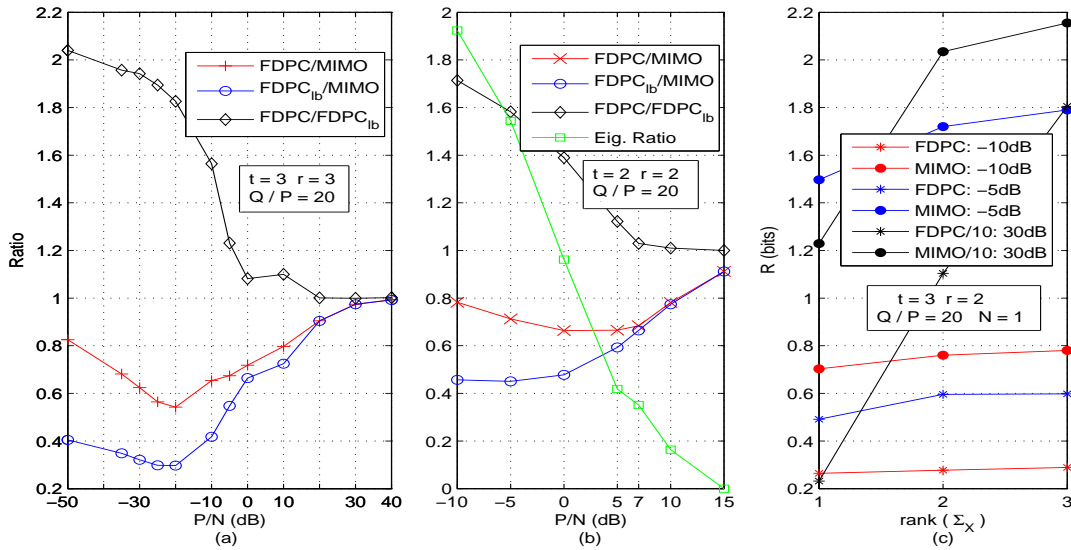 2.2
2
1.8
1.6
1.4
1.2
1
0.8
0.6
0.4
0.2
Ratio
FDPC/MIMO
FDPC_lb/MIMO
FDPC/FDPC_lb
t = 3 r = 3
Q / P = 20
−50
−30
−20
−10
0
10
20
30
40
P/N (dB)
(a)
2
1.8
1.6
1.4
1.2
1
0.8
0.6
0.4
0.2
0
FDPC/MIMO
FDPC_lb/MIMO
FDPC/FDPC_lb
Eig. Ratio
t = 2 r = 2
Q / P = 20
−10
−5
0
5
7
10
15
P/N (dB)
(b)
2.2
2
1.8
1.6
1.4
1.2
1
0.8
0.6
0.4
0.2
R (bits)
FDPC: −10dB
MIMO: −10dB
FDPC: −5dB
MIMO: −5dB
FDPC/10: 30dB
MIMO/10: 30dB
t = 3 r = 2
Q / P = 20 N = 1
1
2
3
rank ( Σ_X )
(c)